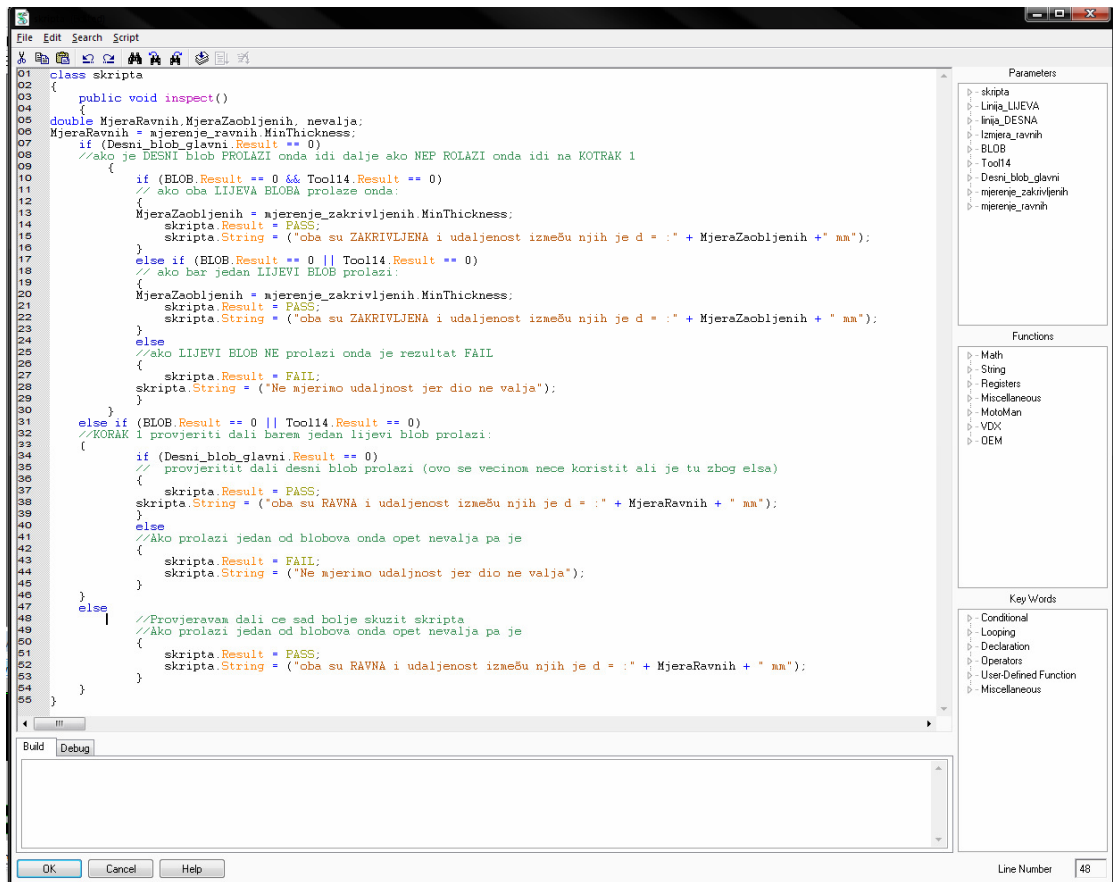 File Edit Search Script
01 class skripta
02 {
03 public void inspect()
04 {
05 double MjeraRavnih,MjeraZaobljenih, nevalja;
06 MjeraRavnih = mjerenje_ravnih.MinThickness;
07 if (Desni_blob_glavni.Result == 0)
08 //ako je DESNI blob PROLAZI onda idi dalje ako NEP ROLAZI onda idi na KOTRAK 1
09 {
10 if (BLOB.Result == 0 && Tool14.Result == 0)
11 // ako oba LIJEVA BLOBA prolaze onda:
12 {
13 MjeraZaobljenih = mjerenje_zakrivljenih.MinThickness;
14 skripta.Result = PASS;
15 skripta.String = ("oba su ZAKRIVLJENA i udaljenost izmeðu njih je d = :" + MjeraZaobljenih +" mm");
16 }
17 else if (BLOB.Result == 0 || Tool14.Result == 0)
18 // ako bar jedan LIJEVI BLOB prolazi:
19 {
20 MjeraZaobljenih = mjerenje_zakrivljenih.MinThickness;
21 skripta.Result = PASS;
22 skripta.String = ("oba su ZAKRIVLJENA i udaljenost izmeðu njih je d = :" + MjeraZaobljenih + " mm");
23 }
24 else
25 //ako LIJEVI BLOB NE prolazi onda je rezultat FAIL
26 {
27 skripta.Result = FAIL;
28 skripta.String = ("Ne mjerimo udaljnost jer dio ne valja");
29 }
30 }
31 else if (BLOB.Result == 0 || Tool14.Result == 0)
32 //KORAK 1 provjeriti dali barem jedan lijevi blob prolazi:
33 {
34 if (Desni_blob_glavni.Result == 0)
35 // provjeritit dali desni blob prolazi (ovo se vecinom nece koristit ali je tu zbog elsa)
36 {
37 skripta.Result = PASS;
38 skripta.String = ("oba su RAVNA i udaljenost izmeðu njih je d = :" + MjeraRavnih + " mm");
39 }
40 else
41 //Ako prolazi jedan od blobova onda opet nevalja pa je
42 {
43 skripta.Result = FAIL;
44 skripta.String = ("Ne mjerimo udaljnost jer dio ne valja");
45 }
46 }
47 else
48 //Provjeravam dali ce sad bolje skuzit skripta
49 //Ako prolazi jedan od blobova onda opet nevalja pa je
50 {
51 skripta.Result = PASS;
52 skripta.String = ("oba su RAVNA i udaljenost izmeðu njih je d = :" + MjeraRavnih + " mm");
53 }
54 }
55 }
Parameters
skripta
Linija_LIJEVA
linija_DESNA
Izmjera_ravnih
BLOB
Tool14
Desni_blob_glavni
mjerenje_zakrivljenih
mjerenje_ravnih
Functions
Math
String
Registers
Miscellaneous
MotoMan
VDX
OEM
Key Words
Conditional
Looping
Declaration
Operators
User-Defined Function
Miscellaneous
Build Debug
OK Cancel Help
Line Number 48